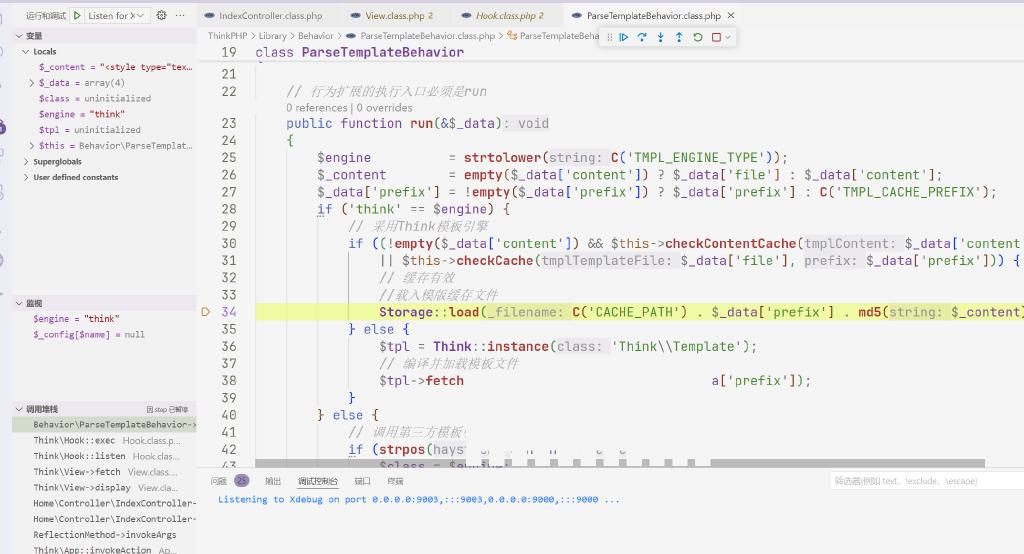 运行和调试 Listen for X
IndexController.class.php View.class.php 2 Hook.class.php 2 ParseTemplateBehavior.class.php
变量
Locals
$_content = "<style type="tex...
$_data = array(4)
$class = uninitialized
$engine = "think"
$tpl = uninitialized
$this = Behavior\ParseTemplat...
Superglobals
User defined constants
监视
$engine = "think"
$_config[$name] = null
调用堆栈 因 step 已暂停
Behavior\ParseTemplateBehavior->
Think\Hook::exec Hook.class.p...
Think\Hook::listen Hook.class...
Think\View->fetch View.class....
Think\View->display View.cla...
Home\Controller\IndexController-
Home\Controller\IndexController-
ReflectionMethod->invokeArgs
Think\App::invokeAction Ap...
ThinkPHP > Library > Behavior > ParseTemplateBehavior.class.php > ParseTemplateBeha
19 class ParseTemplateBehavior
21
22 // 行为扩展的执行入口必须是run
0 references | 0 overrides
23 public function run(&$_data): void
24 {
25 $engine = strtolower(string: C('TMPL_ENGINE_TYPE'));
26 $_content = empty($_data['content']) ? $_data['file'] : $_data['content'];
27 $_data['prefix'] = !empty($_data['prefix']) ? $_data['prefix'] : C('TMPL_CACHE_PREFIX');
28 if ('think' == $engine) {
29 // 采用Think模板引擎
30 if ((!empty($_data['content']) && $this->checkContentCache(tmplContent: $_data['content
31 || $this->checkCache(tmplTemplateFile: $_data['file'], prefix: $_data['prefix'])) {
32 // 缓存有效
33 //载入模版缓存文件
34 Storage::load(_filename: C('CACHE_PATH') . $_data['prefix'] . md5(string: $_content)
35 } else {
36 $tpl = Think::instance(class: 'Think\\Template');
37 // 编译并加载模板文件
38 $tpl->fetch a['prefix']);
39 }
40 } else {
41 // 调用第三方模板
42 if (strpos(hayst
43 $class = $engine;
问题 25 输出 调试控制台 端口 终端 筛选器(例如 text、!exclude、\escape)
Listening to Xdebug on port 0.0.0.0:9003,:::9003,0.0.0.0:9000,:::9000 ...